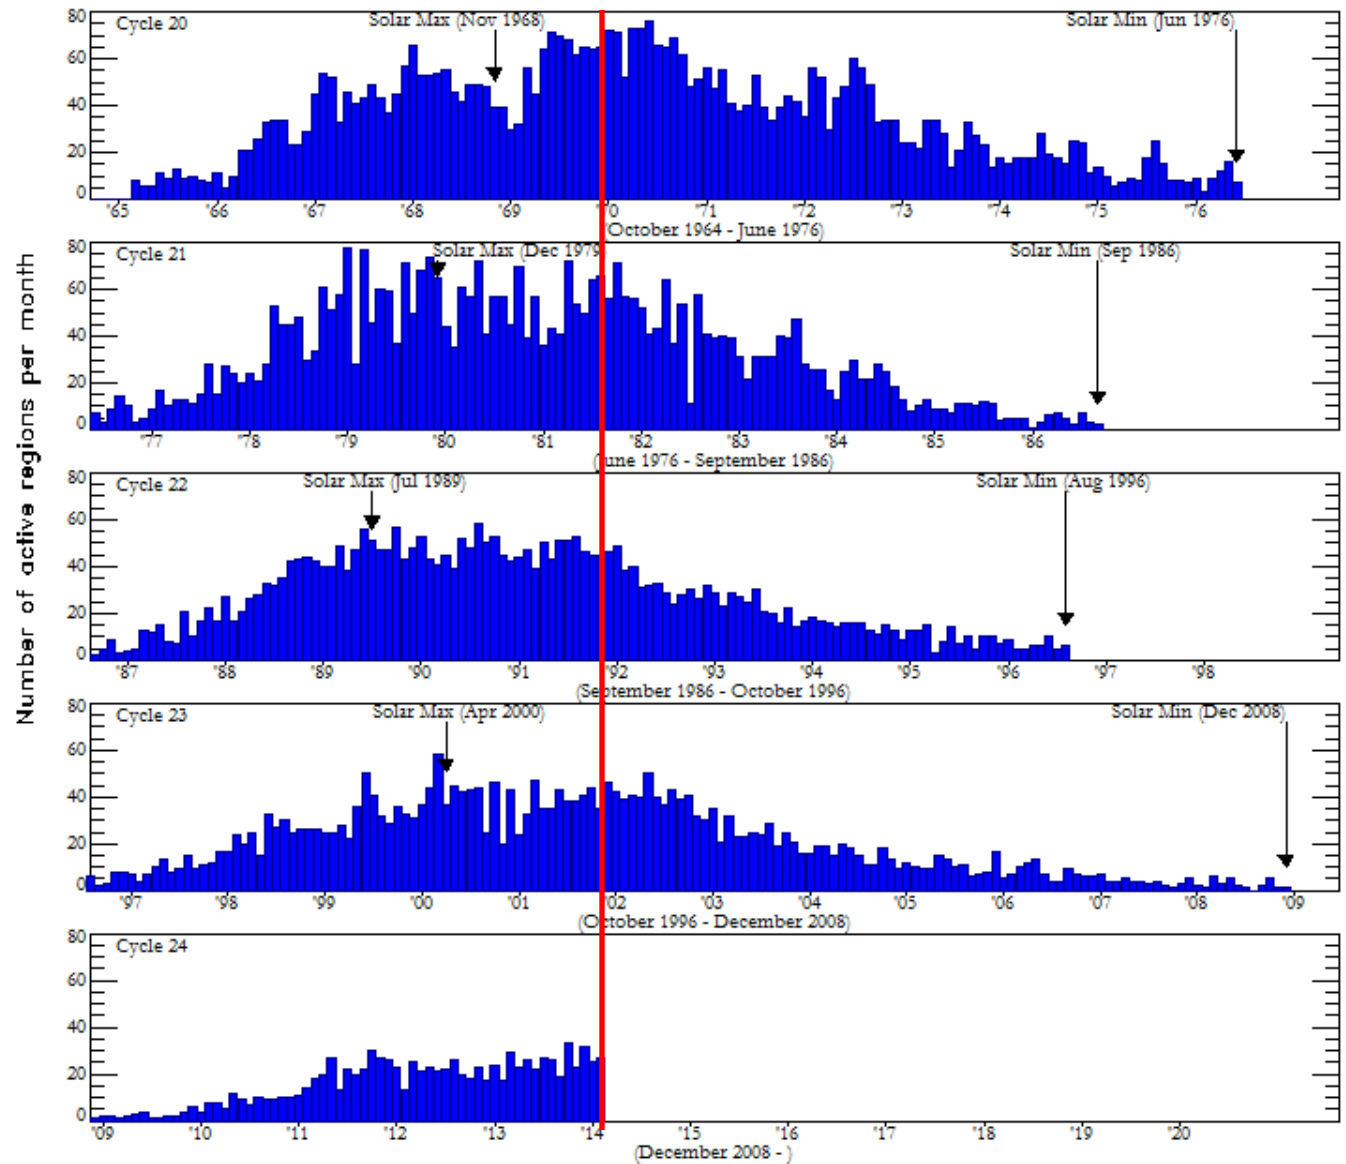 Number of active regions per month
Cycle 20
Solar Max (Nov 1968)
Solar Min (Jun 1976)
80
60
40
20
0
'65 '66 '67 '68 '69 '70 '71 '72 '73 '74 '75 '76
(October 1964 - June 1976)
Cycle 21
Solar Max (Dec 1979)
Solar Min (Sep 1986)
80
60
40
20
0
'77 '78 '79 '80 '81 '82 '83 '84 '85 '86
(June 1976 - September 1986)
Cycle 22
Solar Max (Jul 1989)
Solar Min (Aug 1996)
80
60
40
20
0
'87 '88 '89 '90 '91 '92 '93 '94 '95 '96 '97 '98
(September 1986 - October 1996)
Cycle 23
Solar Max (Apr 2000)
Solar Min (Dec 2008)
80
60
40
20
0
'97 '98 '99 '00 '01 '02 '03 '04 '05 '06 '07 '08 '09
(October 1996 - December 2008)
Cycle 24
80
60
40
20
0
'09 '10 '11 '12 '13 '14 '15 '16 '17 '18 '19 '20
(December 2008 - )